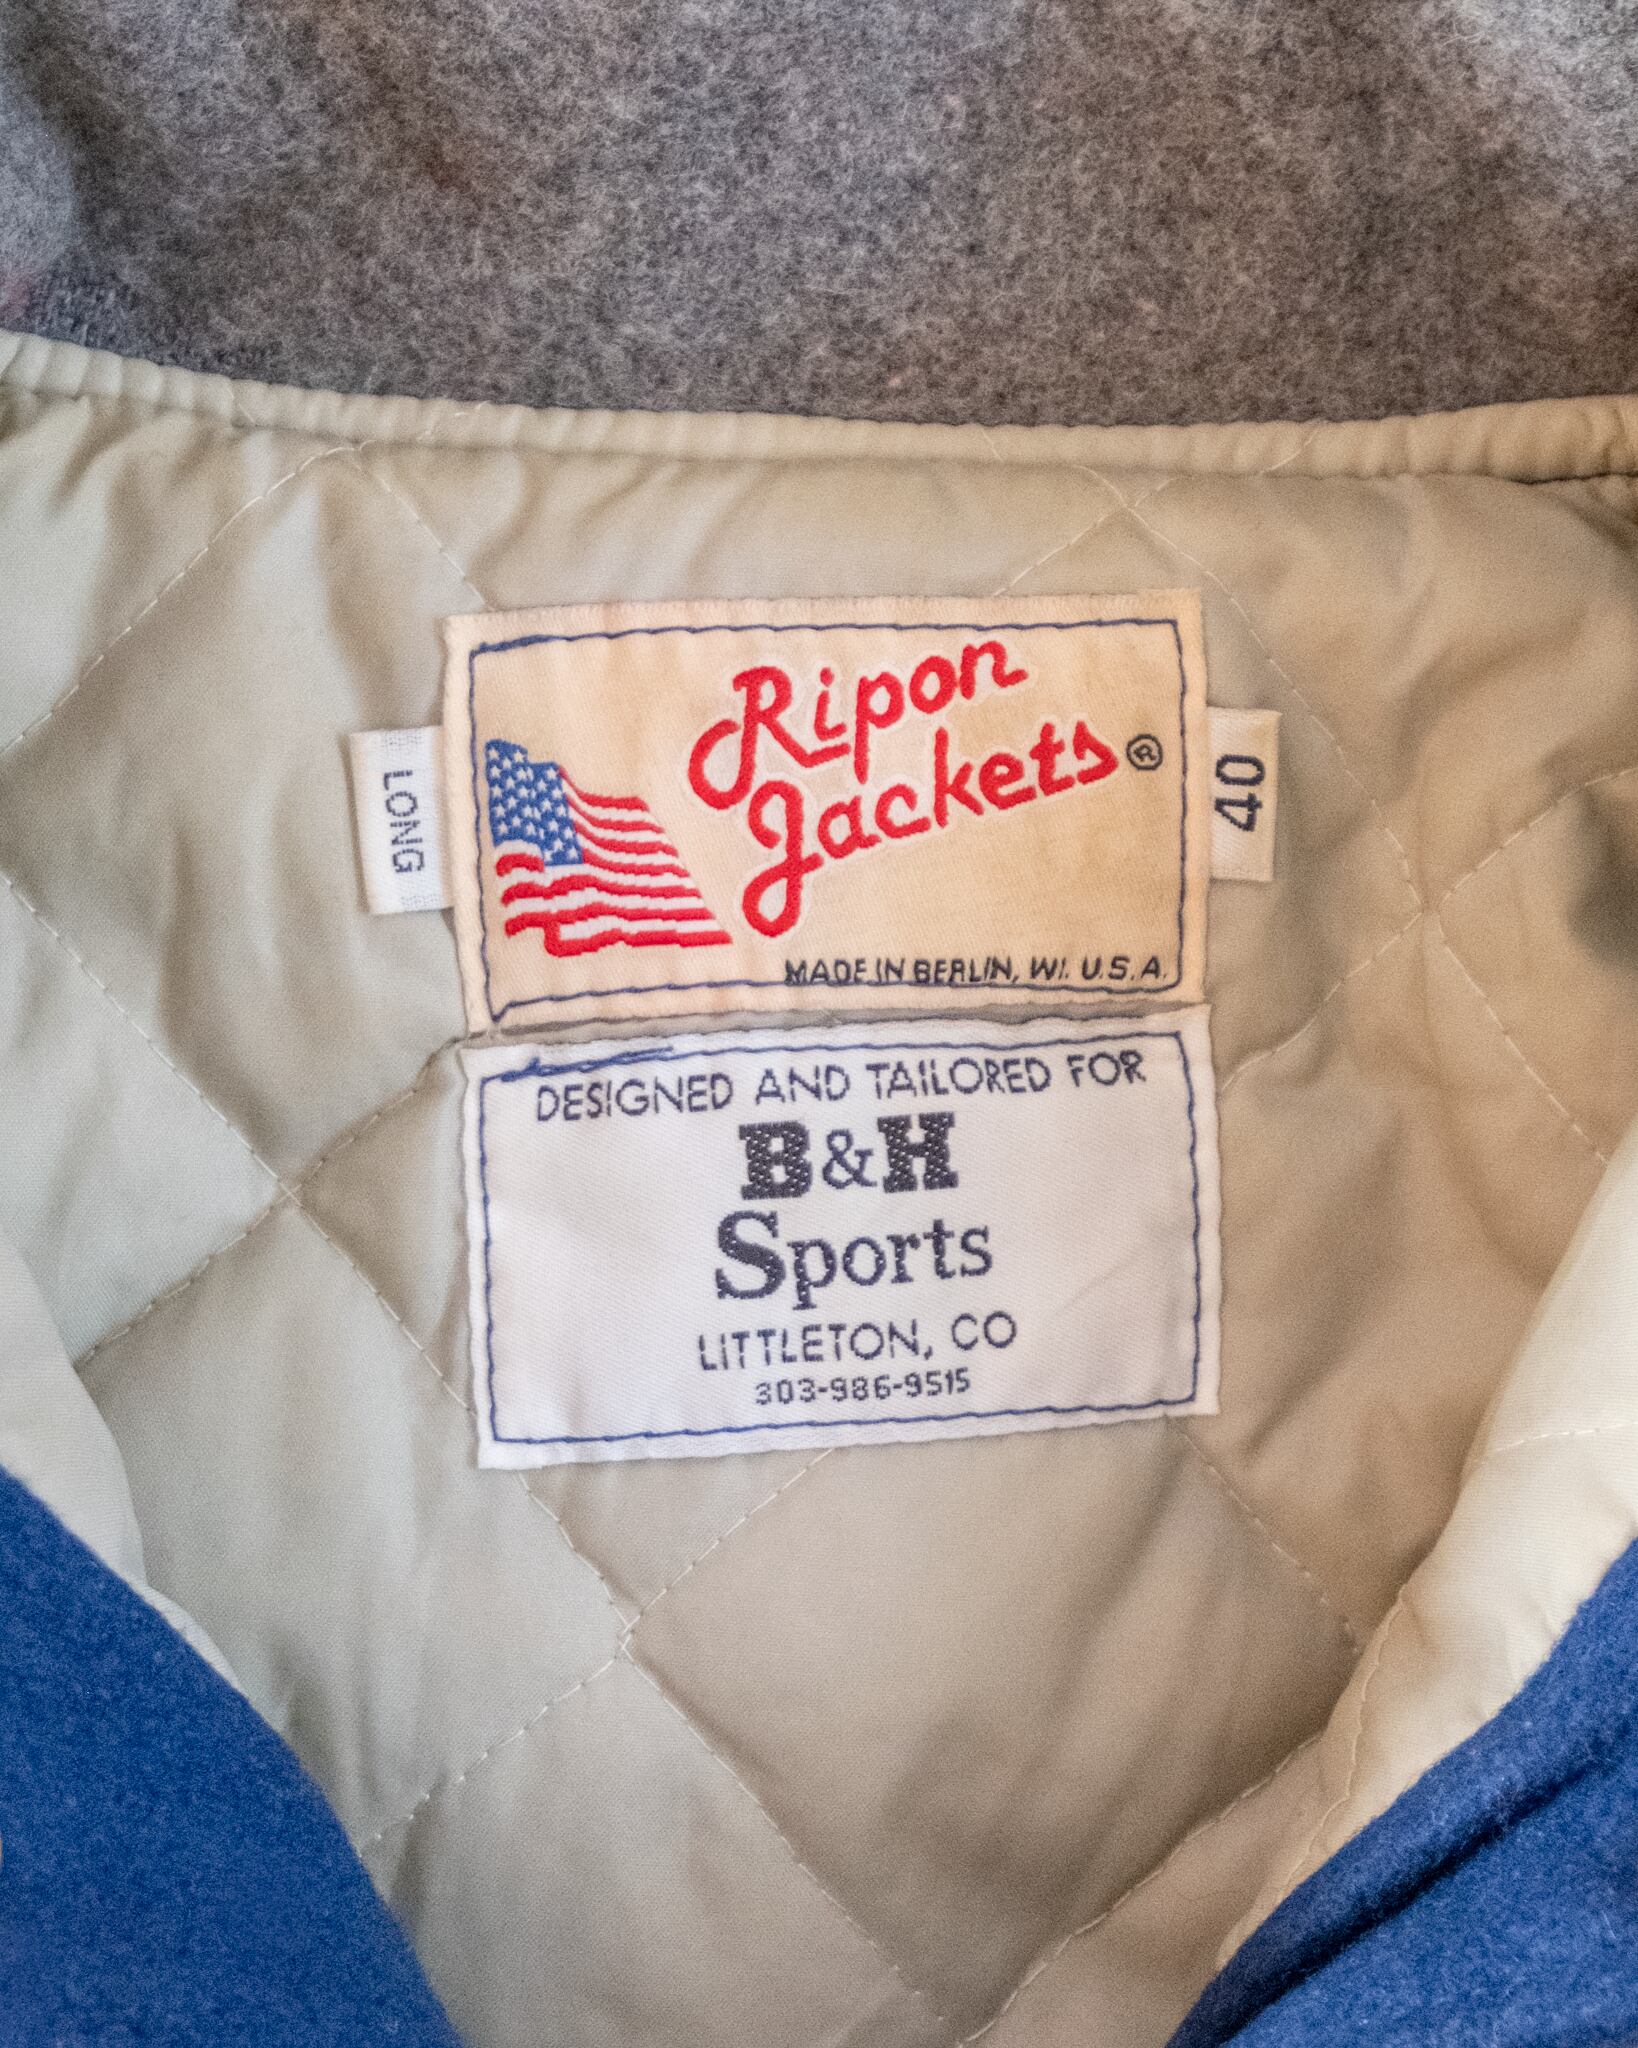 Ripon
Jackets®
LONG
40
MADE IN BERLIN, WI. U.S.A.
DESIGNED AND TAILORED FOR
B&H
Sports
LITTLETON, CO
303-986-9515